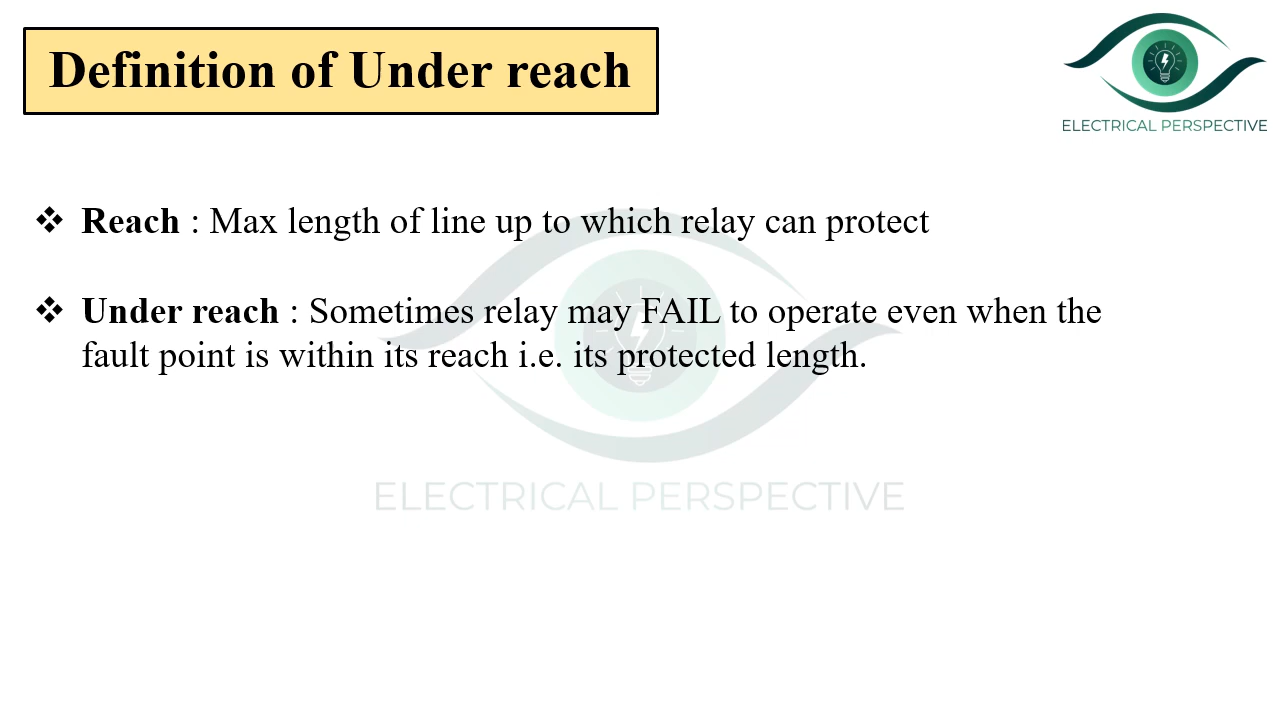 Definition of Under reach
ELECTRICAL PERSPECTIVE
❖ Reach : Max length of line up to which relay can protect
❖ Under reach : Sometimes relay may FAIL to operate even when the
fault point is within its reach i.e. its protected length.
ELECTRICAL PERSPECTIVE